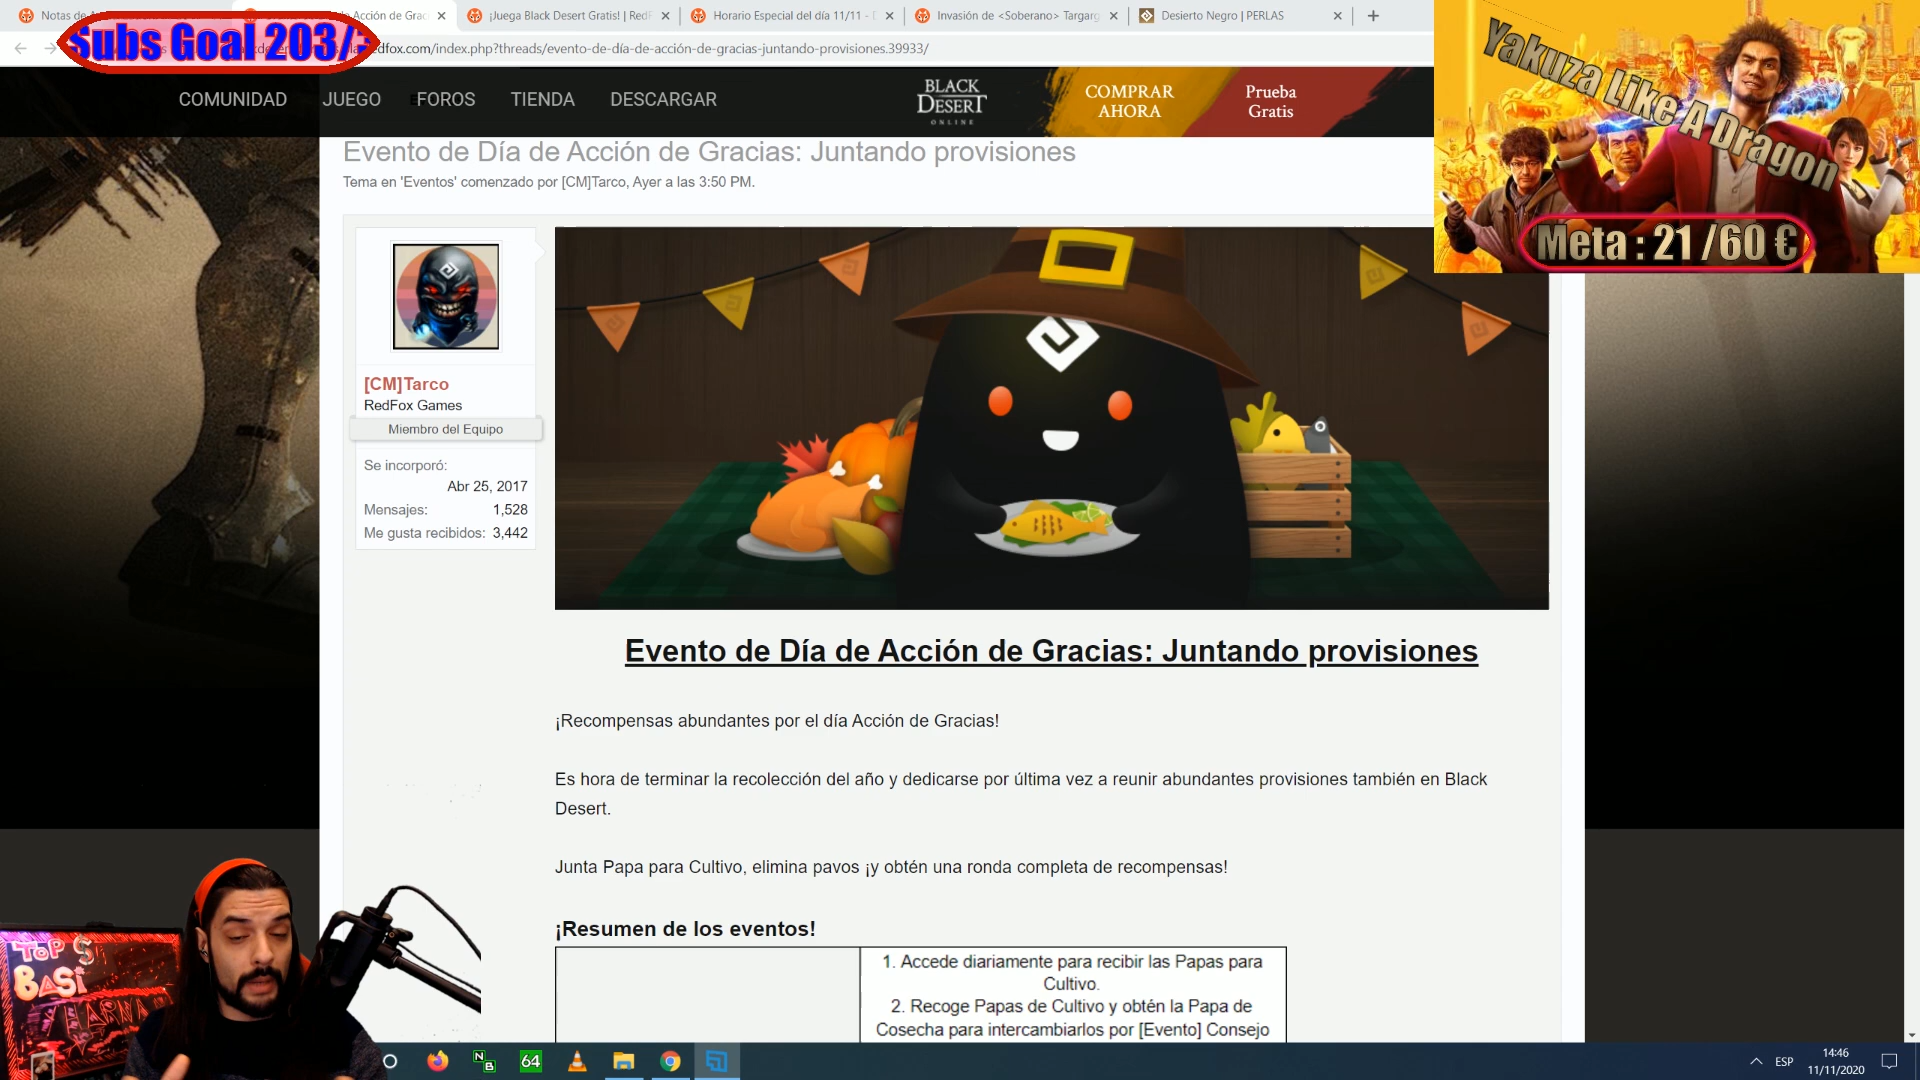 Notas de A
Acción de Grac
¡Juega Black Desert Gratis! | RedF
Horario Especial del día 11/11 - D
Invasión de <Soberano> Targarg
Desierto Negro | PERLAS
Subs Goal 203/
dfox.com/index.php?threads/evento-de-día-de-acción-de-gracias-juntando-provisiones.39933/
COMUNIDAD
JUEGO
FOROS
TIENDA
DESCARGAR
BLACK
DESERT
ONLINE
COMPRAR
AHORA
Prueba
Gratis
Yakuza Like A Dragon
Meta : 21 /60 €
Evento de Día de Acción de Gracias: Juntando provisiones
Tema en 'Eventos' comenzado por [CM]Tarco, Ayer a las 3:50 PM.
[CM]Tarco
RedFox Games
Miembro del Equipo
Se incorporó:
Abr 25, 2017
Mensajes: 1,528
Me gusta recibidos: 3,442
Evento de Día de Acción de Gracias: Juntando provisiones
¡Recompensas abundantes por el día Acción de Gracias!
Es hora de terminar la recolección del año y dedicarse por última vez a reunir abundantes provisiones también en Black
Desert.
Junta Papa para Cultivo, elimina pavos ¡y obtén una ronda completa de recompensas!
¡Resumen de los eventos!
1. Accede diariamente para recibir las Papas para
Cultivo.
2. Recoge Papas de Cultivo y obtén la Papa de
Cosecha para intercambiarlos por [Evento] Consejo
TOP 5
BASI
N
B
64
ESP
14:46
11/11/2020